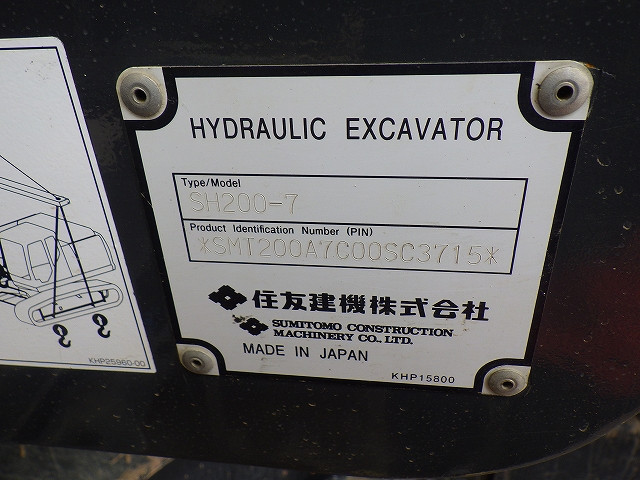 HYDRAULIC EXCAVATOR
Type/Model
SH200-7
Product Identification Number (PIN)
*SMT200A7C00SC3715*
住友建機株式会社
SUMITOMO CONSTRUCTION
MACHINERY CO., LTD.
MADE IN JAPAN
KHP15800
KHP25960-00